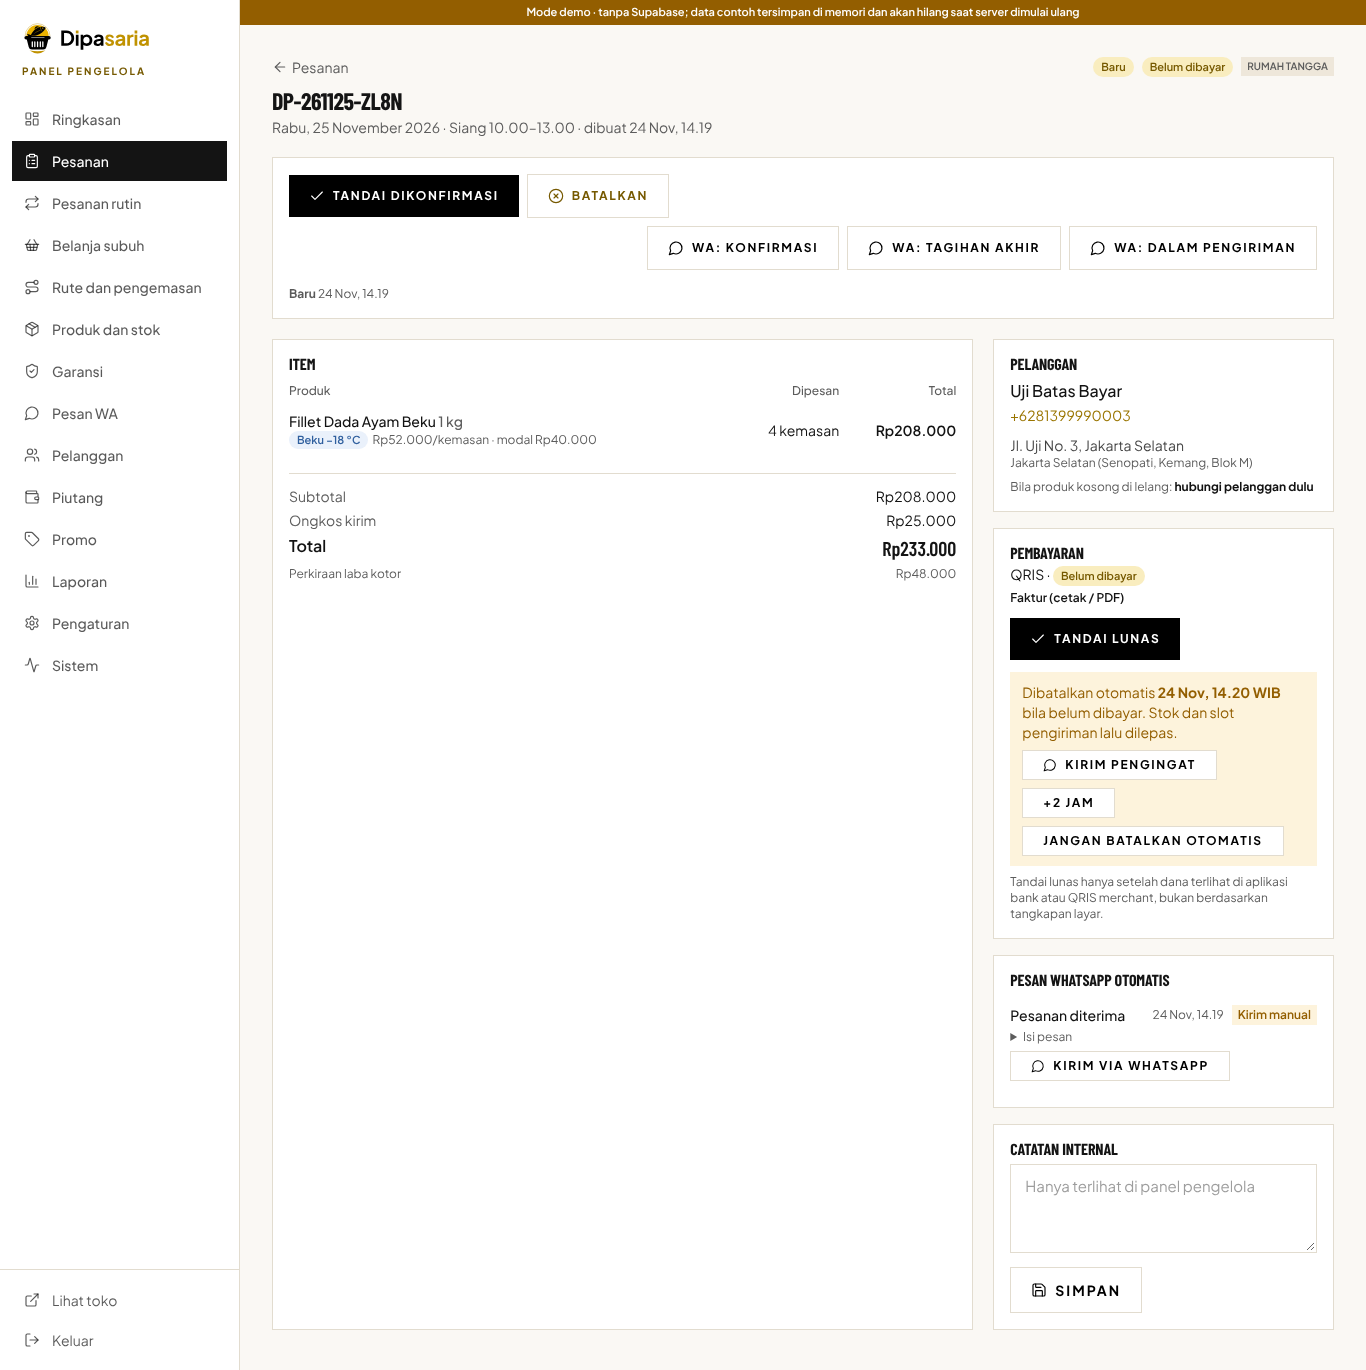 Mode demo · tanpa Supabase; data contoh tersimpan di memori dan akan hilang saat server dimulai ulang
Dipasaria
PANEL PENGELOLA
Ringkasan
Pesanan
Pesanan rutin
Belanja subuh
Rute dan pengemasan
Produk dan stok
Garansi
Pesan WA
Pelanggan
Piutang
Promo
Laporan
Pengaturan
Sistem
Lihat toko
Keluar
Pesanan
Baru
Belum dibayar
RUMAH TANGGA
DP-261125-ZL8N
Rabu, 25 November 2026 · Siang 10.00–13.00 · dibuat 24 Nov, 14.19
TANDAI DIKONFIRMASI
BATALKAN
WA: KONFIRMASI
WA: TAGIHAN AKHIR
WA: DALAM PENGIRIMAN
Baru 24 Nov, 14.19
ITEM
Produk Dipesan Total
Fillet Dada Ayam Beku 1 kg
Beku −18 °C Rp52.000/kemasan · modal Rp40.000
4 kemasan Rp208.000
Subtotal Rp208.000
Ongkos kirim Rp25.000
Total Rp233.000
Perkiraan laba kotor Rp48.000
PELANGGAN
Uji Batas Bayar
+6281399990003
Jl. Uji No. 3, Jakarta Selatan
Jakarta Selatan (Senopati, Kemang, Blok M)
Bila produk kosong di lelang: hubungi pelanggan dulu
PEMBAYARAN
QRIS · Belum dibayar
Faktur (cetak / PDF)
TANDAI LUNAS
Dibatalkan otomatis 24 Nov, 14.20 WIB
bila belum dibayar. Stok dan slot
pengiriman lalu dilepas.
KIRIM PENGINGAT
+2 JAM
JANGAN BATALKAN OTOMATIS
Tandai lunas hanya setelah dana terlihat di aplikasi
bank atau QRIS merchant, bukan berdasarkan
tangkapan layar.
PESAN WHATSAPP OTOMATIS
Pesanan diterima 24 Nov, 14.19 Kirim manual
Isi pesan
KIRIM VIA WHATSAPP
CATATAN INTERNAL
Hanya terlihat di panel pengelola
SIMPAN